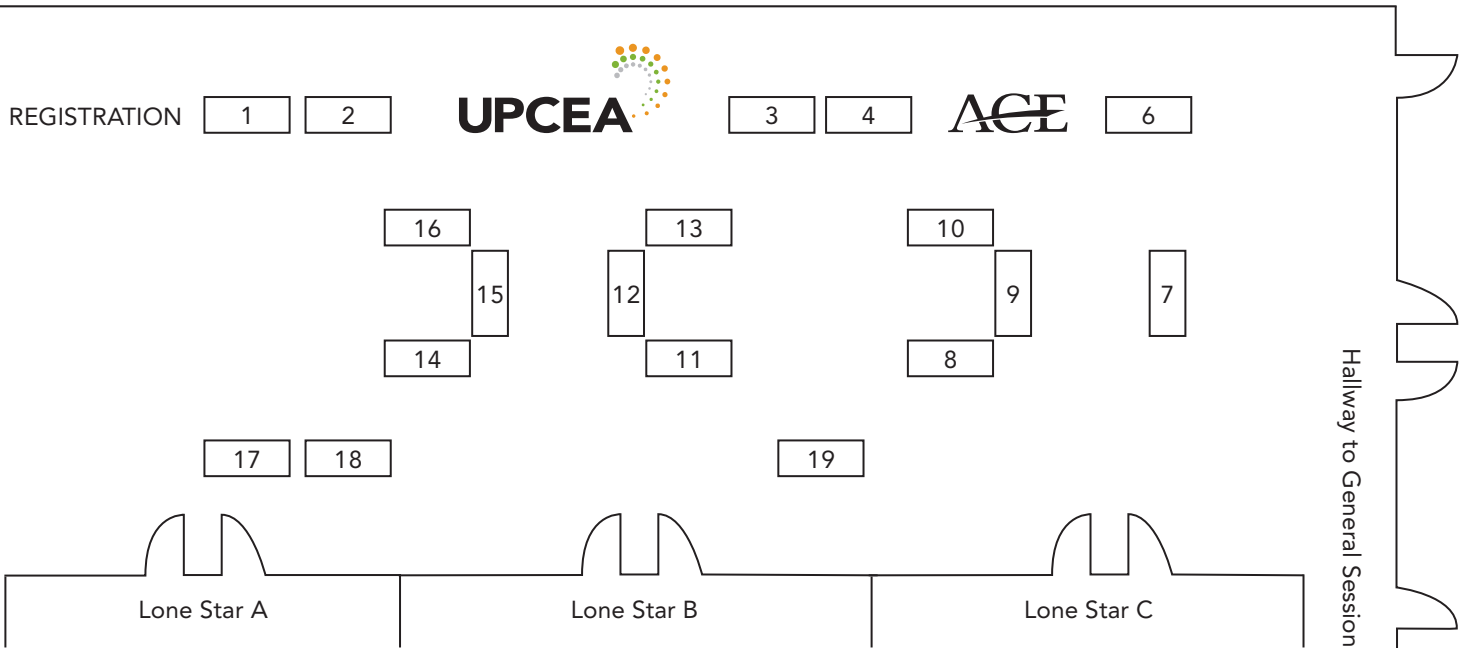 REGISTRATION 1 2 UPCEA 3 4 ACE 6
16 13 10
15 12 9 7
14 11 8
17 18 19
Hallway to General Session
Lone Star A Lone Star B Lone Star C